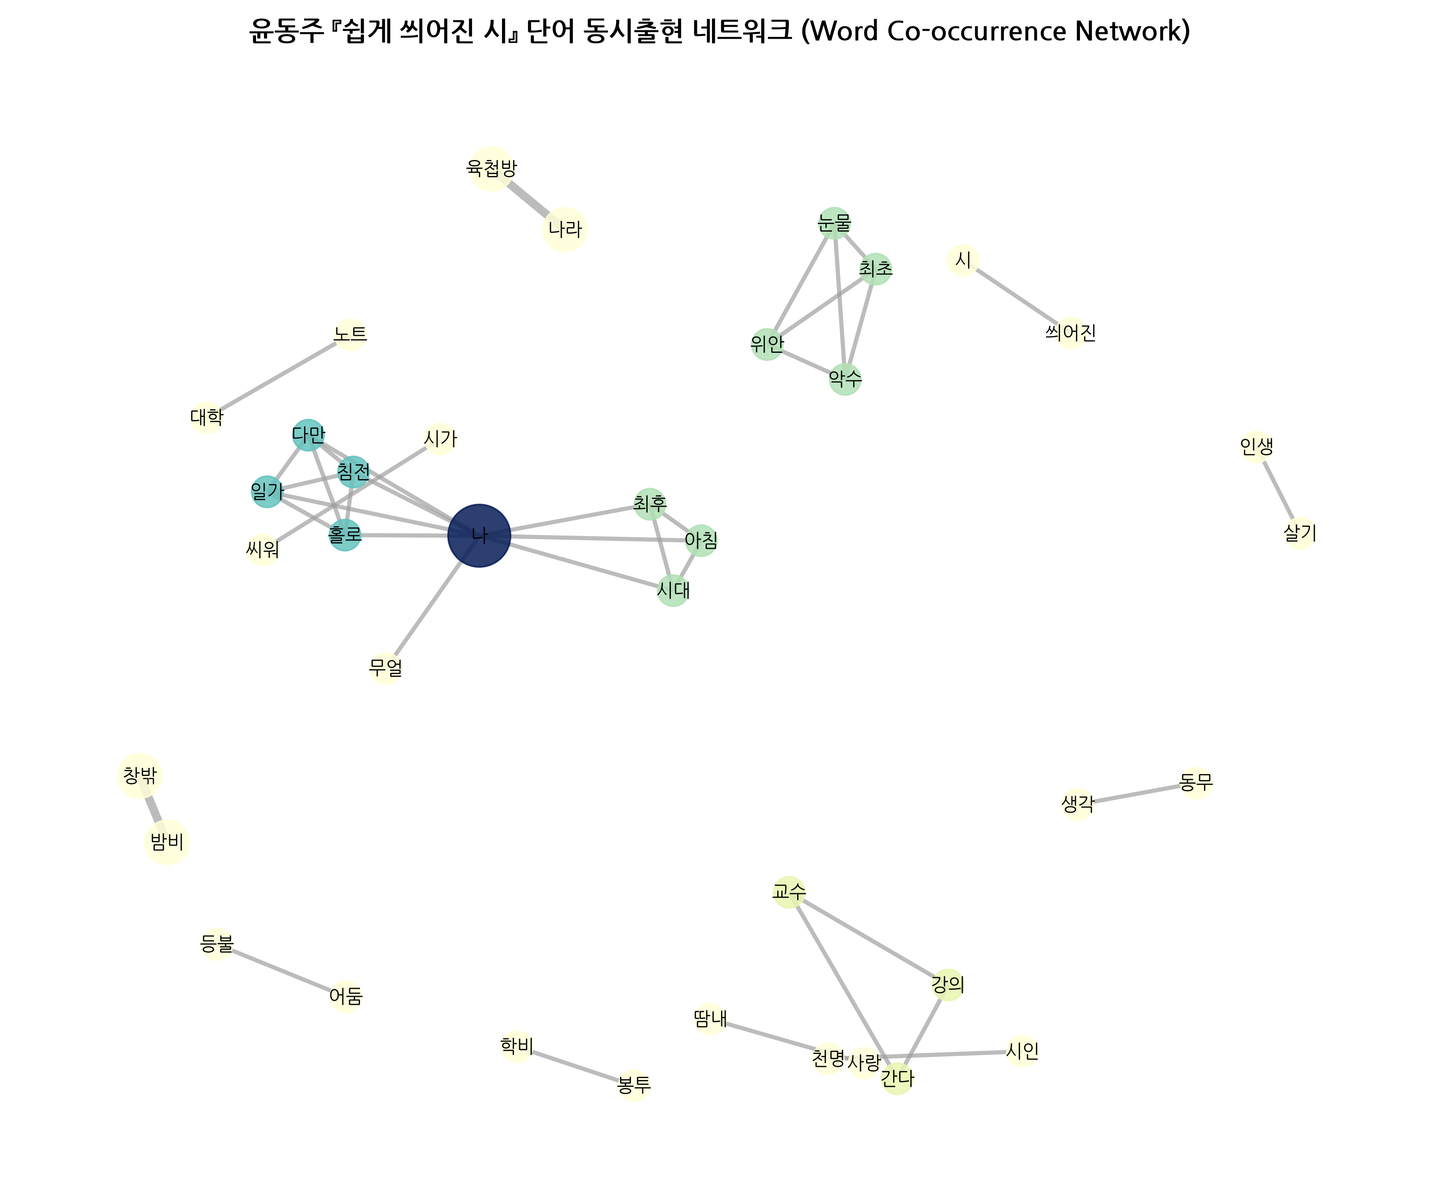 윤동주 『쉽게 씌어진 시』 단어 동시출현 네트워크 (Word Co-occurrence Network)
육첩방
나라
눈물
최초
시
위안
씌어진
악수
노트
대학
다만
시가
침전
일가
인생
최후
홀로
나
아침
씨워
살기
시대
무얼
창밖
동무
생각
밤비
교수
등불
강의
어둠
땀내
학비
천명
사랑
시인
간다
봉투